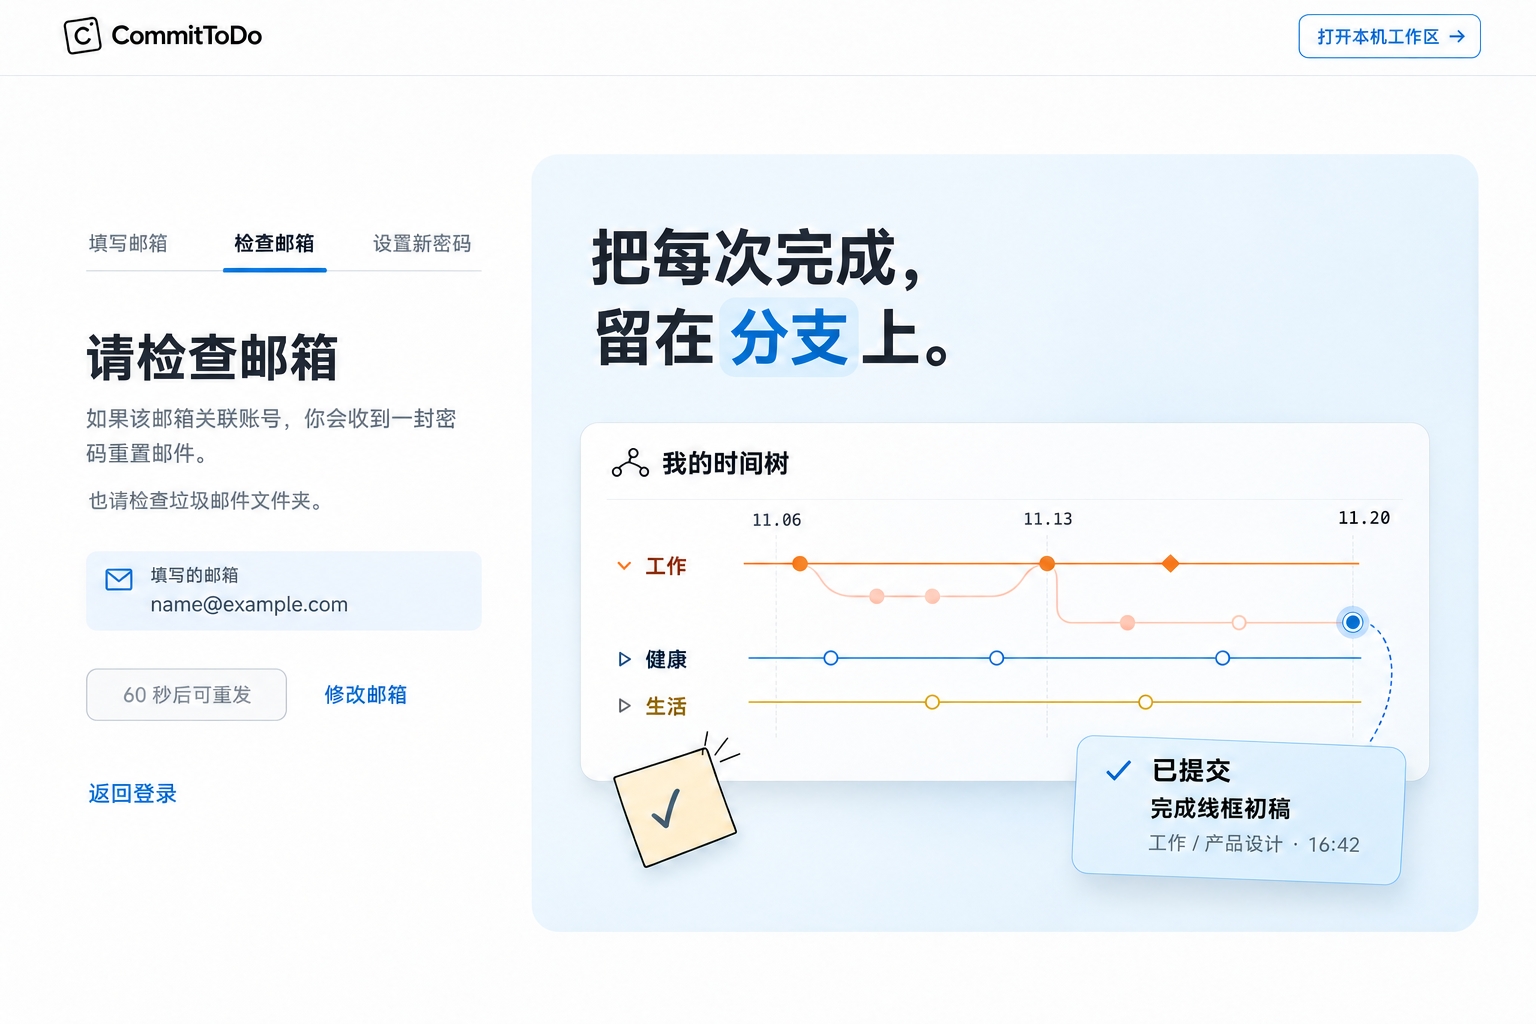 CommitToDo
打开本机工作区 →
填写邮箱
检查邮箱
设置新密码
请检查邮箱
如果该邮箱关联账号，你会收到一封密
码重置邮件。
也请检查垃圾邮件文件夹。
填写的邮箱
name@example.com
60 秒后可重发
修改邮箱
返回登录
把每次完成，
留在分支上。
我的时间树
11.06
11.13
11.20
工作
健康
生活
已提交
完成线框初稿
工作 / 产品设计 · 16:42